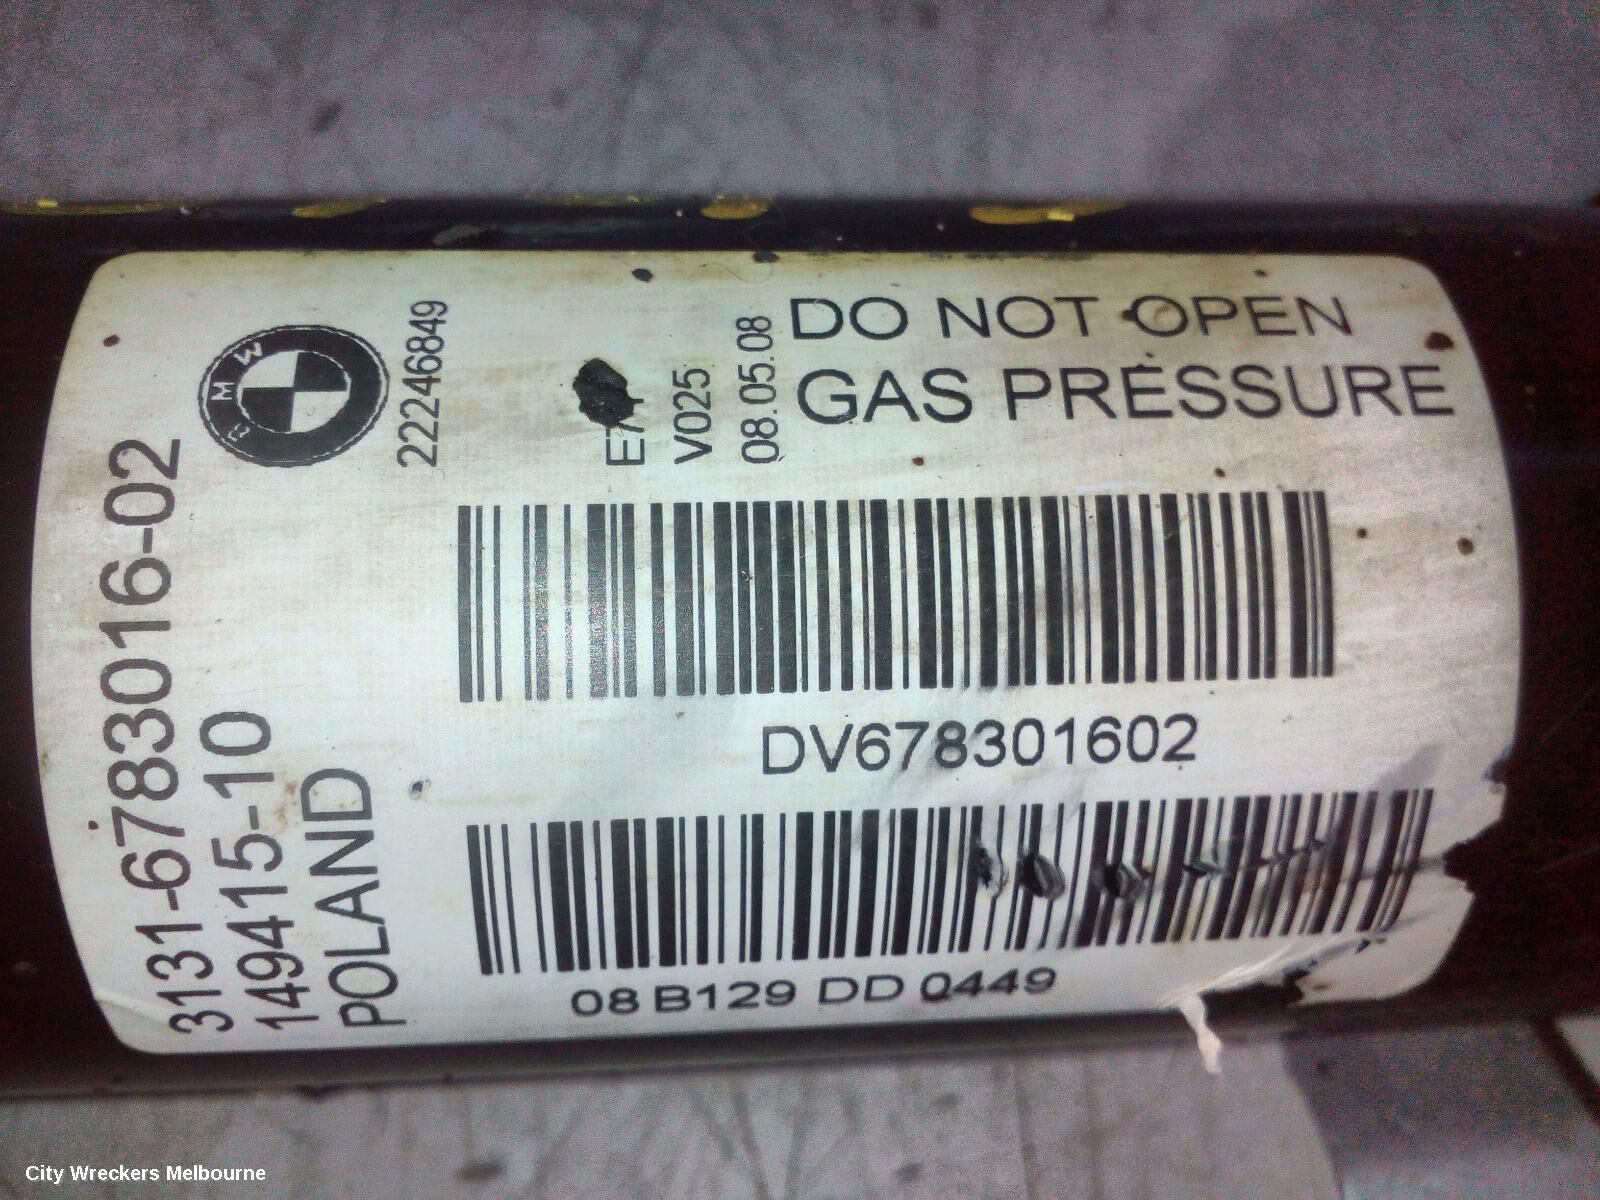 3131-6783016-02
149415-10
POLAND
BMW
22246849
V025
08.05.08
DO NOT OPEN
GAS PRESSURE
DV678301602
08 B129 DD 0449
City Wreckers Melbourne